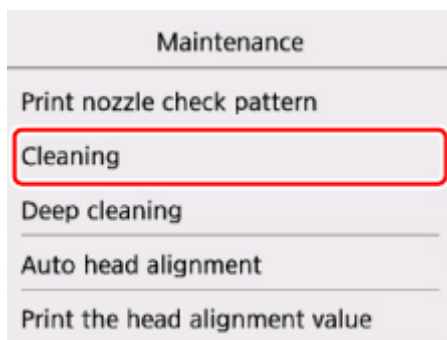 Maintenance
Print nozzle check pattern
Cleaning
Deep cleaning
Auto head alignment
Print the head alignment value